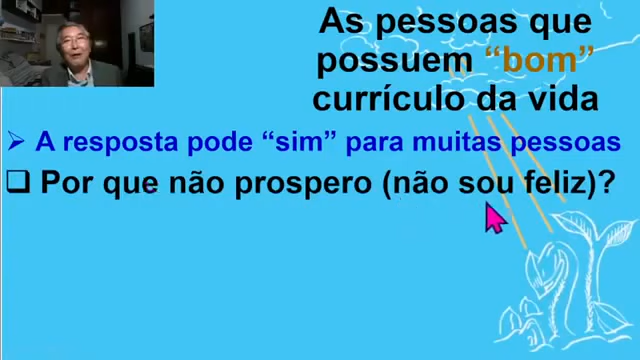 As pessoas que
possuem “bom”
currículo da vida
A resposta pode “sim” para muitas pessoas
Por que não prospero (não sou feliz)?